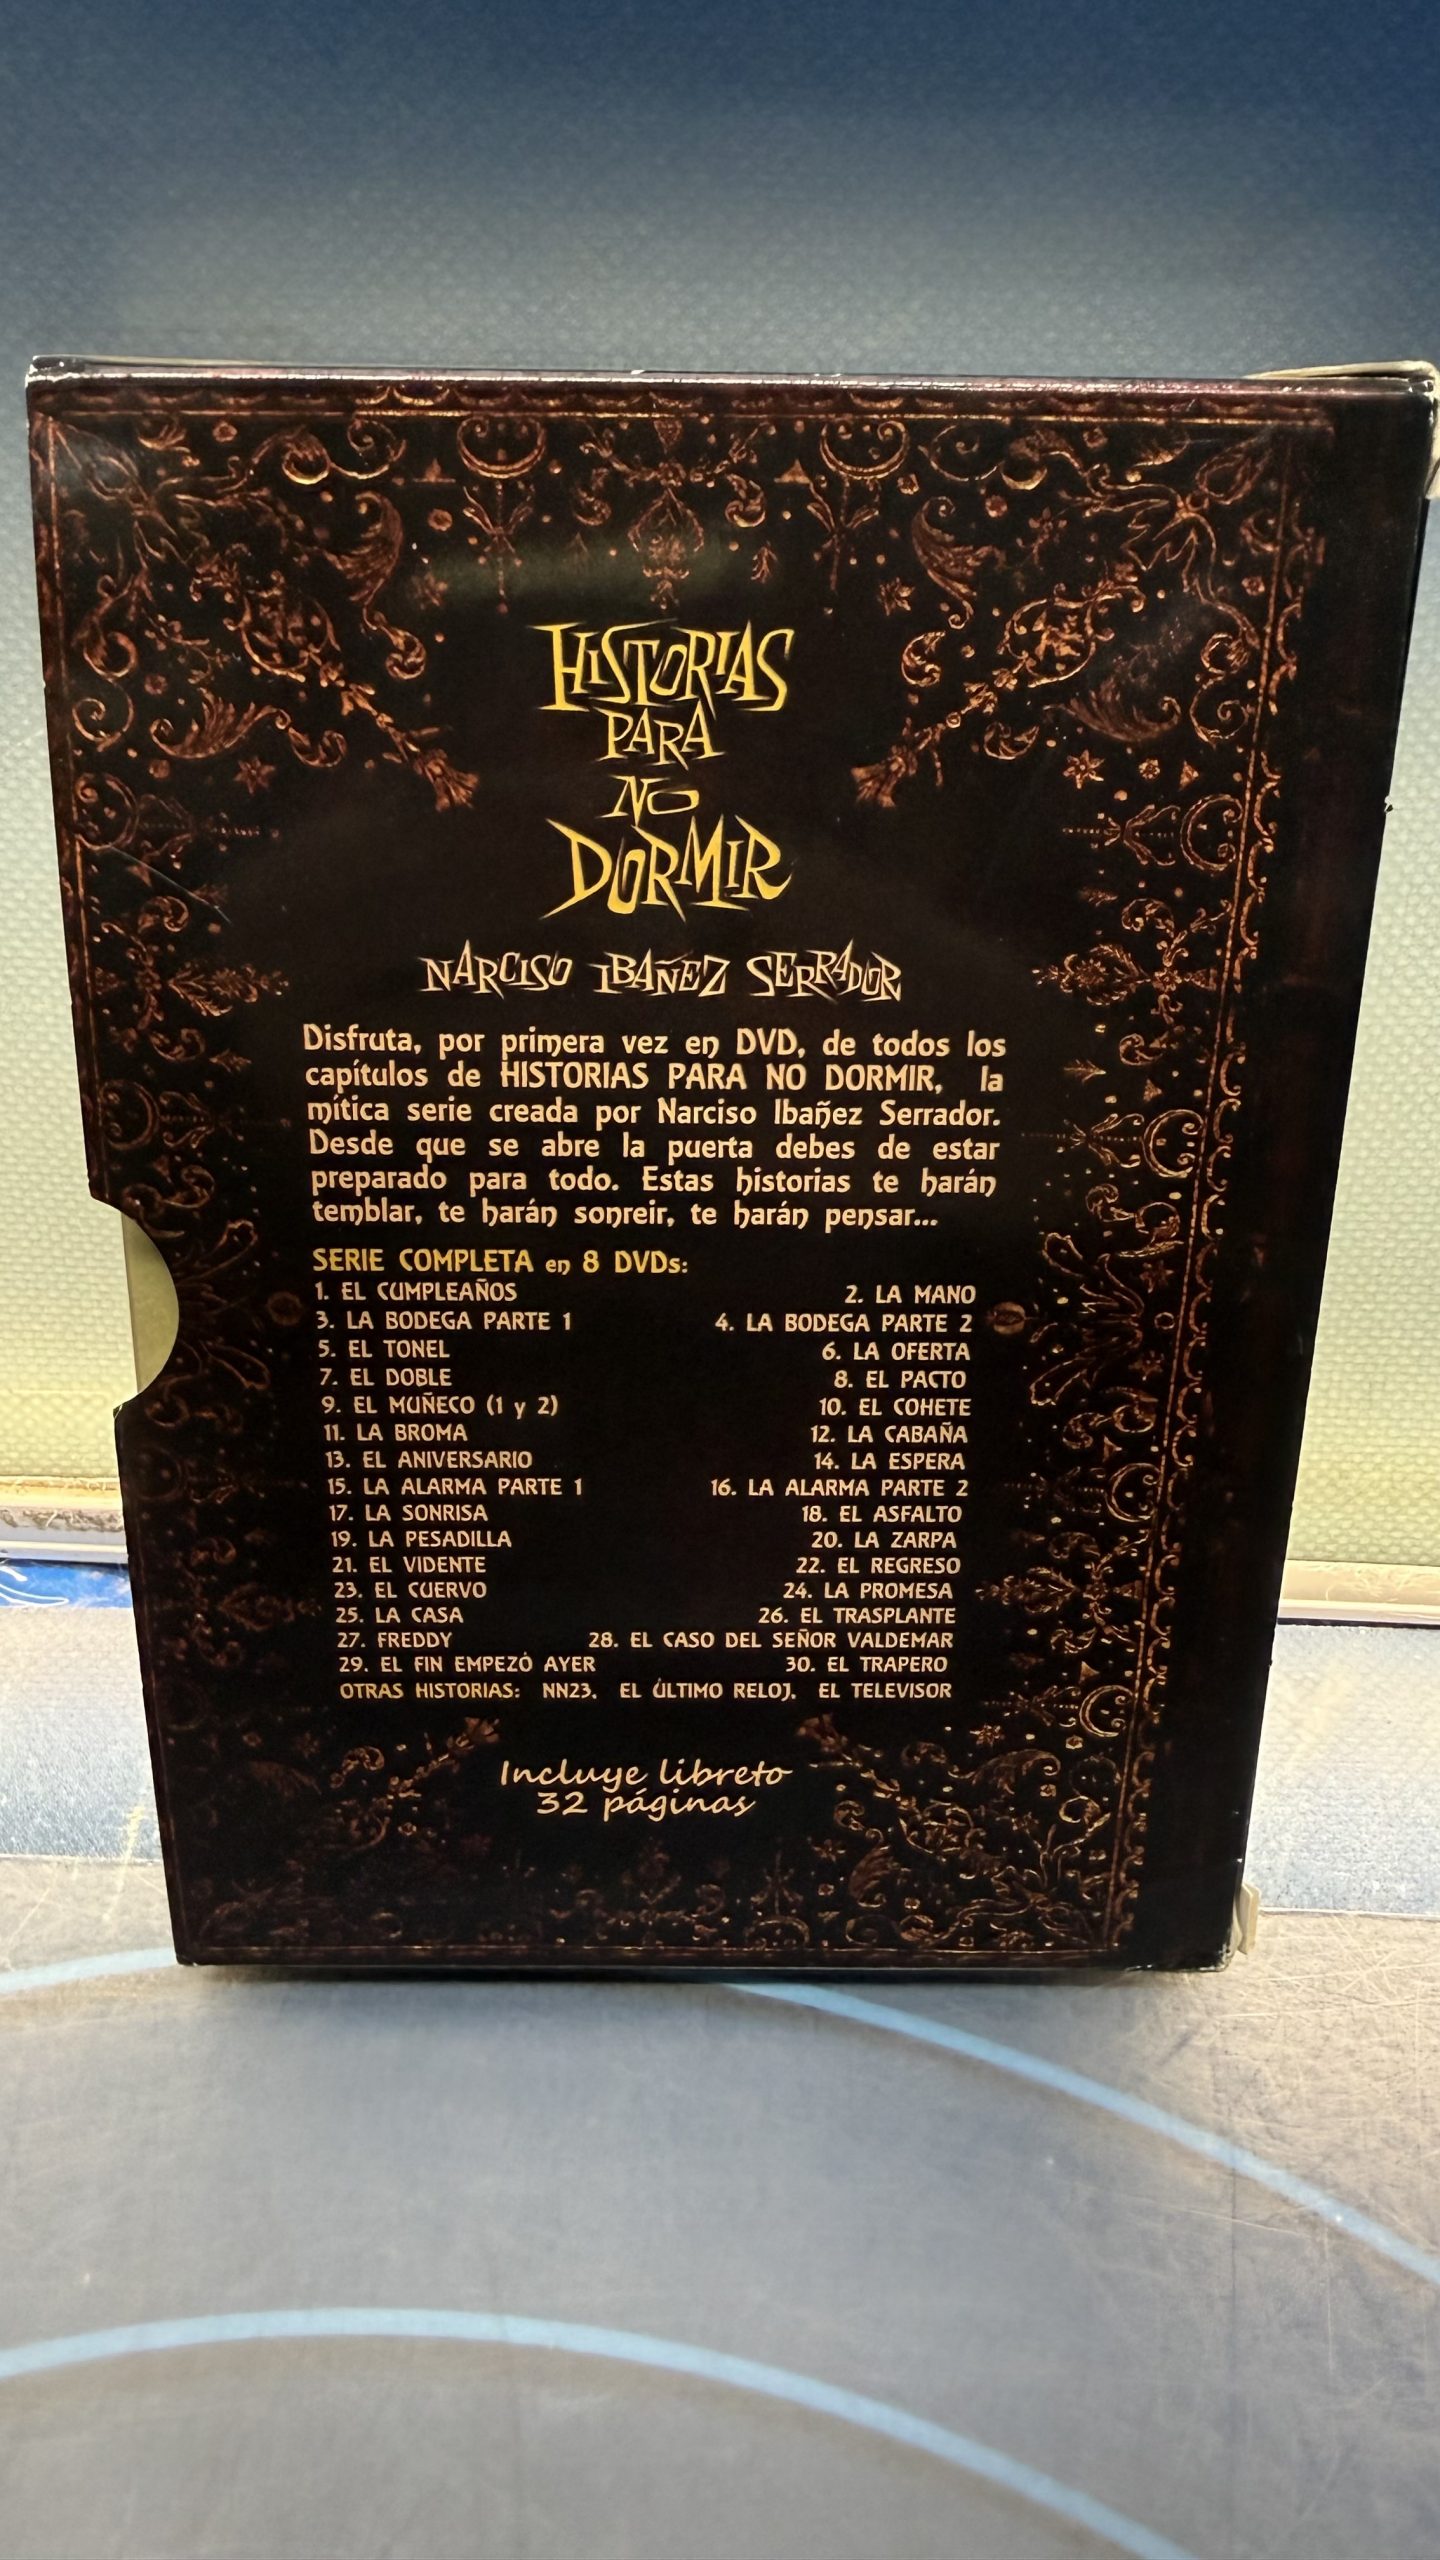 HISTORIAS
PARA
NO
DORMIR
NARCISO IBAÑEZ SERRADOR
Disfruta, por primera vez en DVD, de todos los
capítulos de HISTORIAS PARA NO DORMIR, la
mítica serie creada por Narciso Ibañez Serrador.
Desde que se abre la puerta debes de estar
preparado para todo. Estas historias te harán
temblar, te harán sonreir, te harán pensar...
SERIE COMPLETA en 8 DVDs:
1. EL CUMPLEAÑOS 2. LA MANO
3. LA BODEGA PARTE 1 4. LA BODEGA PARTE 2
5. EL TONEL 6. LA OFERTA
7. EL DOBLE 8. EL PACTO
9. EL MUÑECO (1 y 2) 10. EL COHETE
11. LA BROMA 12. LA CABAÑA
13. EL ANIVERSARIO 14. LA ESPERA
15. LA ALARMA PARTE 1 16. LA ALARMA PARTE 2
17. LA SONRISA 18. EL ASFALTO
19. LA PESADILLA 20. LA ZARPA
21. EL VIDENTE 22. EL REGRESO
23. EL CUERVO 24. LA PROMESA
25. LA CASA 26. EL TRASPLANTE
27. FREDDY 28. EL CASO DEL SEÑOR VALDEMAR
29. EL FIN EMPEZÓ AYER 30. EL TRAPERO
OTRAS HISTORIAS: NN23, EL ÚLTIMO RELOJ, EL TELEVISOR
Incluye libreto
32 páginas